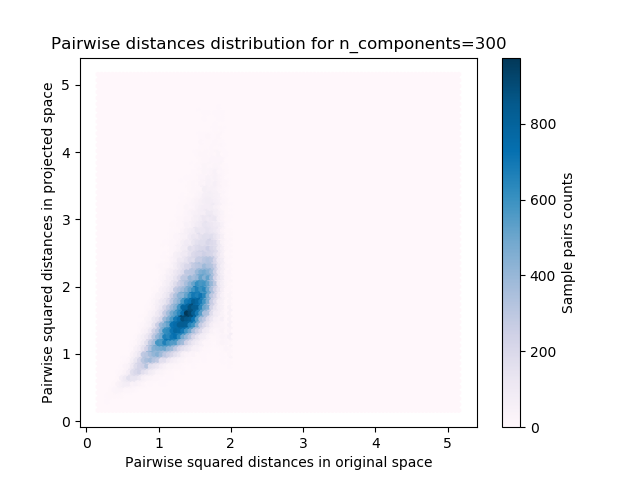 Pairwise distances distribution for n_components=300
Pairwise squared distances in projected space
5
4
3
2
1
0
0 1 2 3 4 5
Pairwise squared distances in original space
800
600
400
200
0
Sample pairs counts